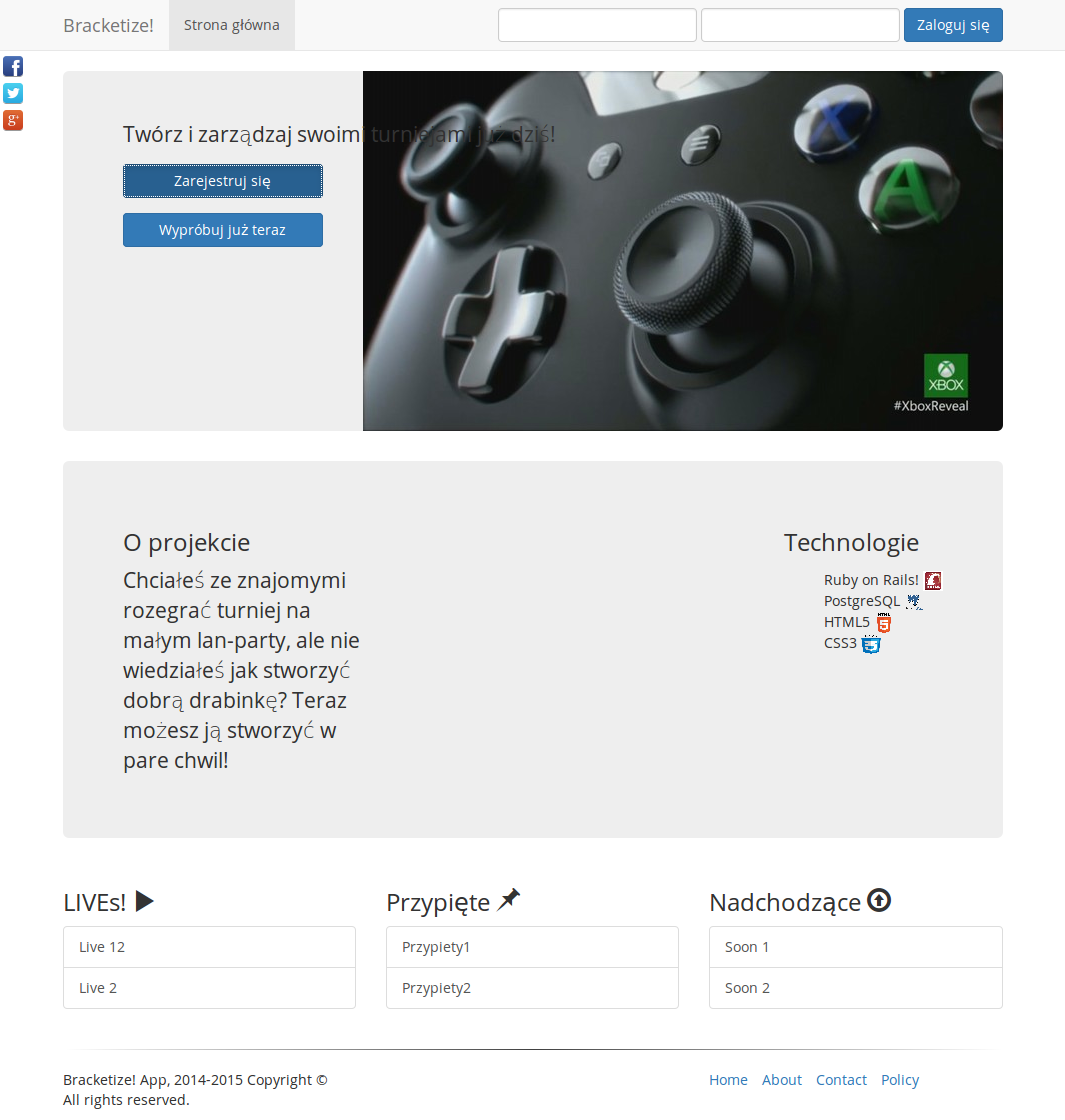 Bracketize! Strona główna Zaloguj się
Twórz i zarządzaj swoimi turniejami już dziś!
Zarejestruj się
Wypróbuj już teraz
X
A
XBOX
#XboxReveal
O projekcie
Chciałeś ze znajomymi
rozegrać turniej na
małym lan-party, ale nie
wiedziałeś jak stworzyć
dobrą drabinkę? Teraz
możesz ją stworzyć w
pare chwil!
Technologie
Ruby on Rails!
PostgreSQL
HTML5
CSS3
LIVEs!
Live 12
Live 2
Przypięte
Przypiety1
Przypiety2
Nadchodzące
Soon 1
Soon 2
Bracketize! App, 2014-2015 Copyright ©
All rights reserved.
Home About Contact Policy